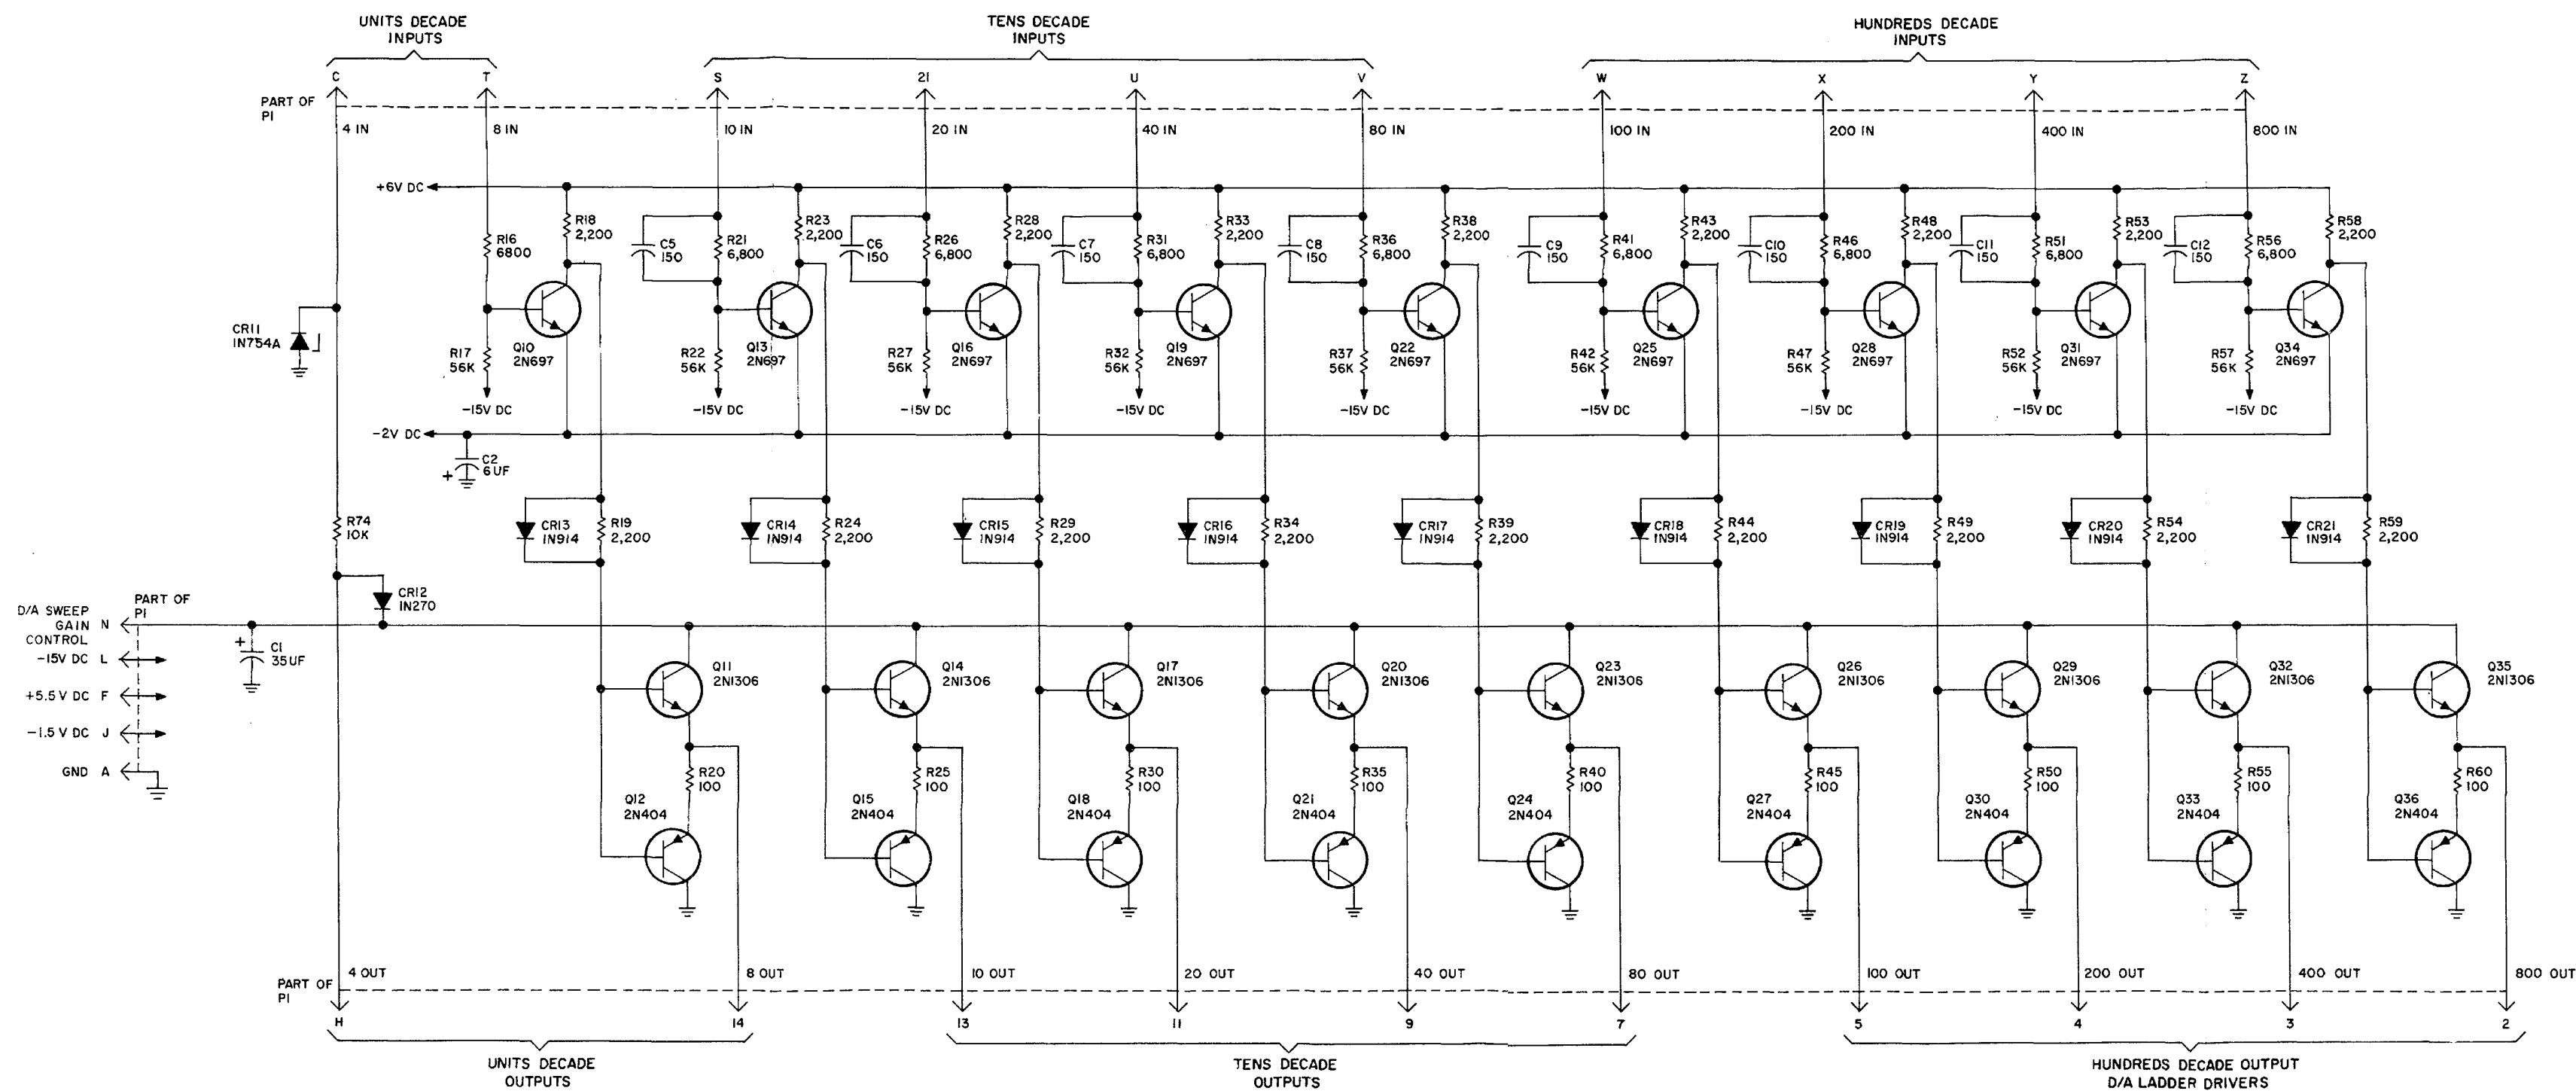 UNITS DECADE
INPUTS
TENS DECADE
INPUTS
HUNDREDS DECADE
INPUTS
C
T
S
21
U
V
W
X
Y
Z
PART OF
P1
4 IN
8 IN
10 IN
20 IN
40 IN
80 IN
100 IN
200 IN
400 IN
800 IN
+6V DC
R16
6800
R18
2,200
C5
150
R21
6,800
R23
2,200
C6
150
R26
6,800
R28
2,200
C7
150
R31
6,800
R33
2,200
C8
150
R36
6,800
R38
2,200
C9
150
R41
6,800
R43
2,200
C10
150
R46
6,800
R48
2,200
C11
150
R51
6,800
R53
2,200
C12
150
R56
6,800
R58
2,200
CR11
1N754A
R17
56K
Q10
2N697
R22
56K
Q13
2N697
R27
56K
Q16
2N697
R32
56K
Q19
2N697
R37
56K
Q22
2N697
R42
56K
Q25
2N697
R47
56K
Q28
2N697
R52
56K
Q31
2N697
R57
56K
Q34
2N697
-15V DC
-15V DC
-15V DC
-15V DC
-15V DC
-15V DC
-15V DC
-15V DC
-15V DC
-2V DC
C2
6UF
+
R74
10K
CR13
1N914
R19
2,200
CR14
1N914
R24
2,200
CR15
1N914
R29
2,200
CR16
1N914
R34
2,200
CR17
1N914
R39
2,200
CR18
1N914
R44
2,200
CR19
1N914
R49
2,200
CR20
1N914
R54
2,200
CR21
1N914
R59
2,200
CR12
1N270
D/A SWEEP
GAIN N
CONTROL
PART OF
P1
-15V DC L
+5.5 V DC F
-1.5 V DC J
GND A
+
C1
35UF
Q11
2N1306
Q14
2N1306
Q17
2N1306
Q20
2N1306
Q23
2N1306
Q26
2N1306
Q29
2N1306
Q32
2N1306
Q35
2N1306
R20
100
R25
100
R30
100
R35
100
R40
100
R45
100
R50
100
R55
100
R60
100
Q12
2N404
Q15
2N404
Q18
2N404
Q21
2N404
Q24
2N404
Q27
2N404
Q30
2N404
Q33
2N404
Q36
2N404
4 OUT
8 OUT
10 OUT
20 OUT
40 OUT
80 OUT
100 OUT
200 OUT
400 OUT
800 OUT
PART OF
P1
H
14
13
11
9
7
5
4
3
2
UNITS DECADE
OUTPUTS
TENS DECADE
OUTPUTS
HUNDREDS DECADE OUTPUT
D/A LADDER DRIVERS